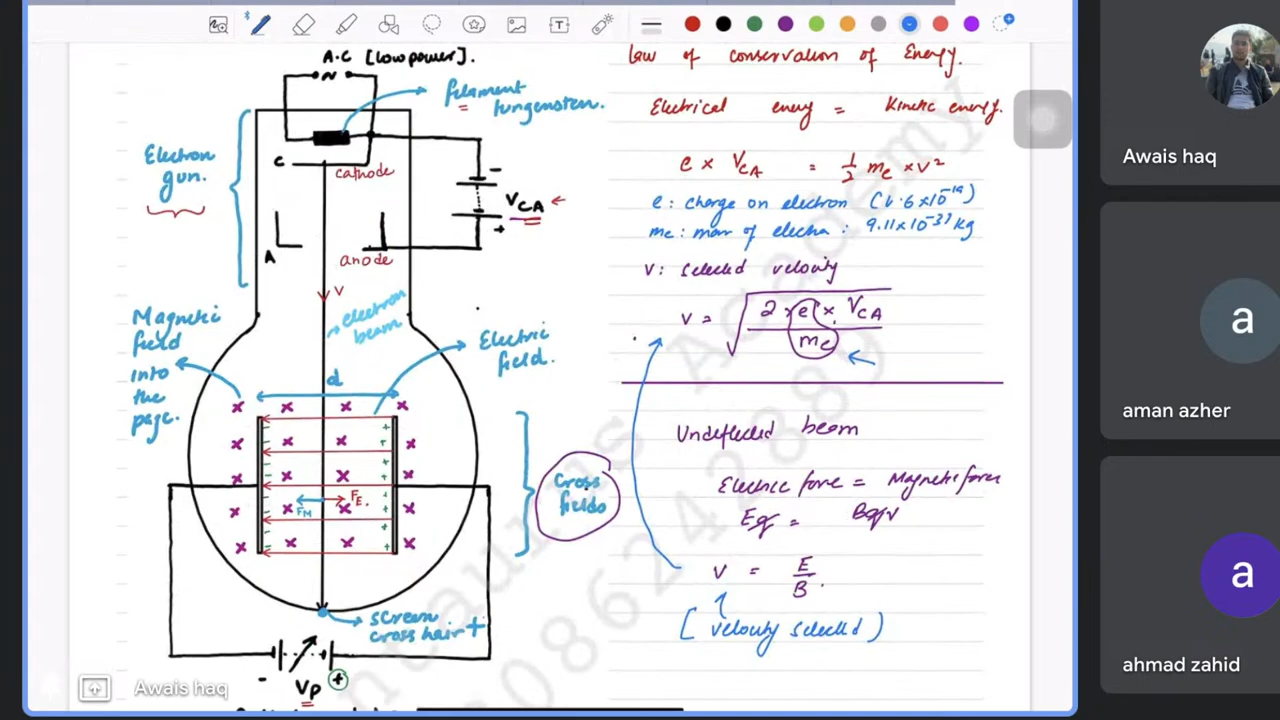 A.C [low power].
filament
tungensten.
Electron
gun.
C
cathode
-
VCA
+
A
anode
V
electron
beam
Magnetic
field
into
the
page.
Electric
field.
d
Cross
fields
FM
FE.
screen
cross hair +
-
Vp
+
Awais haq
law of conservation of Energy.
Electrical energy = Kinetic energy.
e × VCA = 1/2 me × v²
e: charge on electron (1.6×10⁻¹⁹)
me: mass of electron: 9.11×10⁻³¹ kg
v: selected velocity
v = √(2 × e × VCA / me)
Undeflected beam
Electric force = Magnetic force
Eq = Bqv
v = E/B.
[velocity selected)
Academy
Awais haq
a
aman azher
a
ahmad zahid